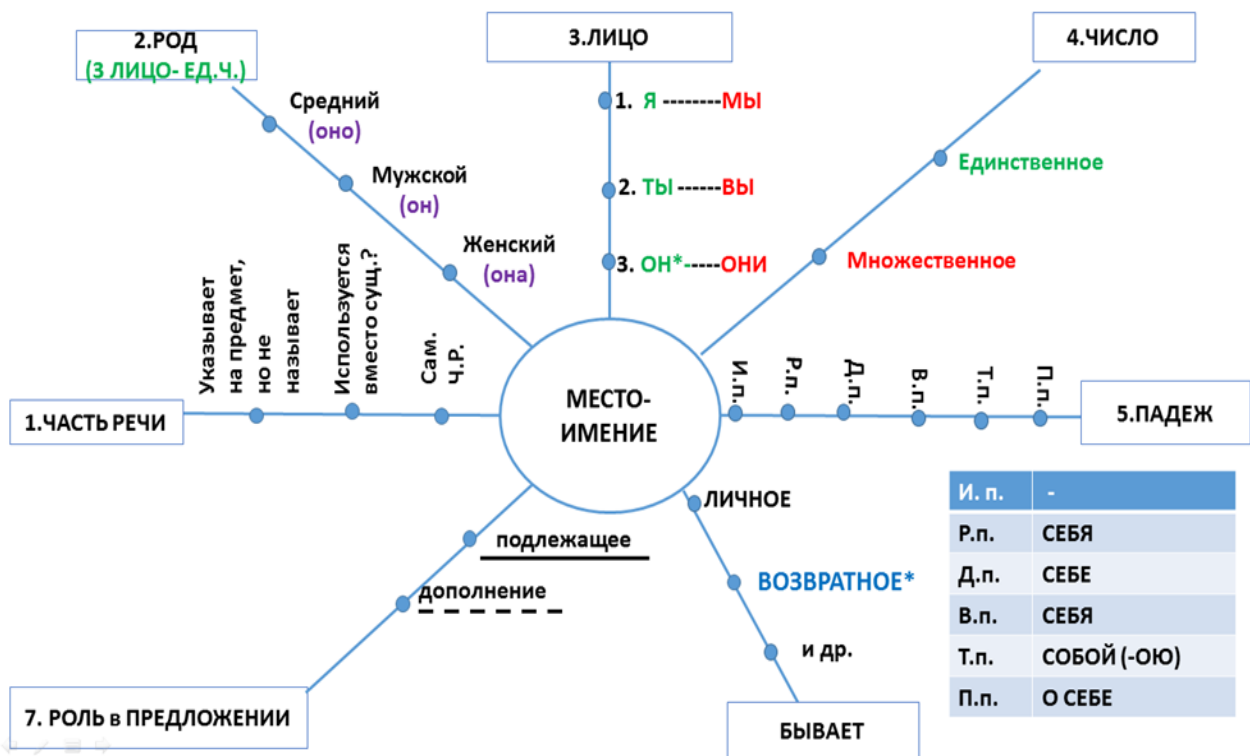 2.РОД
(3 ЛИЦО- ЕД.Ч.)
3.ЛИЦО
4.ЧИСЛО
Средний
(оно)
Мужской
(он)
Женский
(она)
1. Я --------МЫ
2. ТЫ ------ВЫ
3. ОН*-----ОНИ
Единственное
Множественное
Указывает
на предмет,
но не
называет
Используется
вместо сущ.?
Сам.
Ч.Р.
1.ЧАСТЬ РЕЧИ
МЕСТО-
ИМЕНИЕ
И.п.
Р.п.
Д.п.
В.п.
Т.п.
П.п.
5.ПАДЕЖ
подлежащее
дополнение
7. РОЛЬ в ПРЕДЛОЖЕНИИ
ЛИЧНОЕ
ВОЗВРАТНОЕ*
и др.
БЫВАЕТ
И. п. -
Р.п. СЕБЯ
Д.п. СЕБЕ
В.п. СЕБЯ
Т.п. СОБОЙ (-ОЮ)
П.п. О СЕБЕ